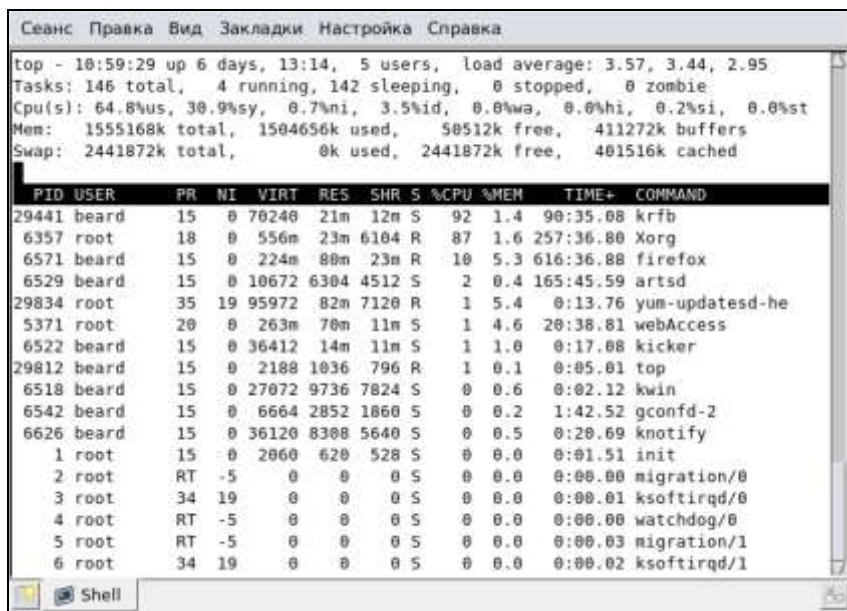 Сеанс Правка Вид Закладки Настройка Справка
top - 10:59:29 up 6 days, 13:14,  5 users,  load average: 3.57, 3.44, 2.95
Tasks: 146 total,   4 running, 142 sleeping,   0 stopped,   0 zombie
Cpu(s): 64.8%us, 30.9%sy,  0.7%ni,  3.5%id,  0.0%wa,  0.0%hi,  0.2%si,  0.0%st
Mem:   1555168k total,  1504656k used,    50512k free,   411272k buffers
Swap:  2441872k total,        0k used,  2441872k free,   401516k cached
PID USER      PR  NI  VIRT  RES  SHR S %CPU %MEM    TIME+  COMMAND
29441 beard     15   0 70240  21m  12m S   92  1.4  90:35.08 krfb
6357 root      18   0  556m  23m 6104 R   87  1.6 257:36.80 Xorg
6571 beard     15   0  224m  80m  23m R   10  5.3 616:36.88 firefox
6529 beard     15   0 10672 6304 4512 S    2  0.4 165:45.59 artsd
29834 root      35  19 95972  82m 7120 R    1  5.4   0:13.76 yum-updatesd-he
5371 root      20   0  263m  70m  11m S    1  4.6  20:38.81 webAccess
6522 beard     15   0 36412  14m  11m S    1  1.0   0:17.08 kicker
29812 beard     15   0  2188 1036  796 R    1  0.1   0:05.01 top
6518 beard     15   0 27072 9736 7824 S    0  0.6   0:02.12 kwin
6542 beard     15   0  6664 2852 1860 S    0  0.2   1:42.52 gconfd-2
6626 beard     15   0 36120 8308 5640 S    0  0.5   0:20.69 knotify
1 root      15   0  2060  620  528 S    0  0.0   0:01.51 init
2 root      RT  -5     0    0    0 S    0  0.0   0:00.00 migration/0
3 root      34  19     0    0    0 S    0  0.0   0:00.01 ksoftirqd/0
4 root      RT  -5     0    0    0 S    0  0.0   0:00.00 watchdog/0
5 root      RT  -5     0    0    0 S    0  0.0   0:00.03 migration/1
6 root      34  19     0    0    0 S    0  0.0   0:00.02 ksoftirqd/1
Shell